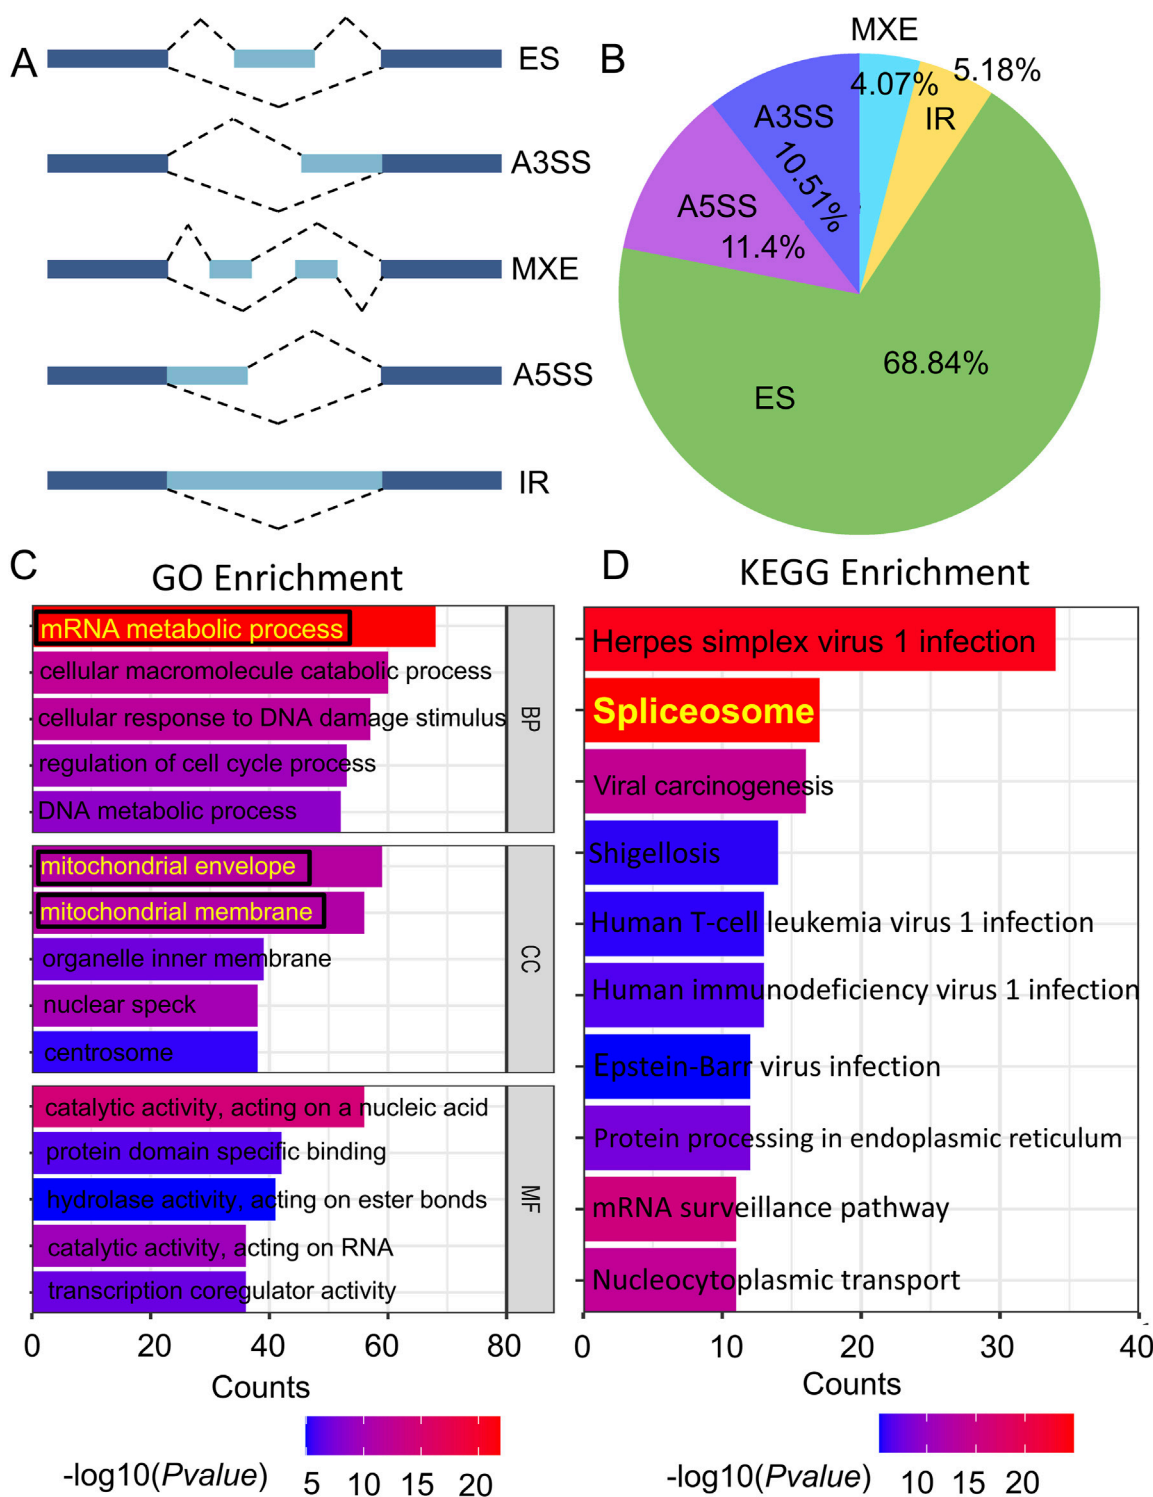 A
ES
A3SS
MXE
A5SS
IR
B
MXE
4.07%
5.18%
IR
A3SS
10.51%
A5SS
11.4%
68.84%
ES
C
GO Enrichment
mRNA metabolic process
cellular macromolecule catabolic process
cellular response to DNA damage stimulus
regulation of cell cycle process
DNA metabolic process
BP
mitochondrial envelope
mitochondrial membrane
organelle inner membrane
nuclear speck
centrosome
CC
catalytic activity, acting on a nucleic acid
protein domain specific binding
hydrolase activity, acting on ester bonds
catalytic activity, acting on RNA
transcription coregulator activity
MF
0 20 40 60 80
Counts
-log10(Pvalue)
5 10 15 20
D
KEGG Enrichment
Herpes simplex virus 1 infection
Spliceosome
Viral carcinogenesis
Shigellosis
Human T-cell leukemia virus 1 infection
Human immunodeficiency virus 1 infection
Epstein-Barr virus infection
Protein processing in endoplasmic reticulum
mRNA surveillance pathway
Nucleocytoplasmic transport
0 10 20 30 40
Counts
-log10(Pvalue)
10 15 20